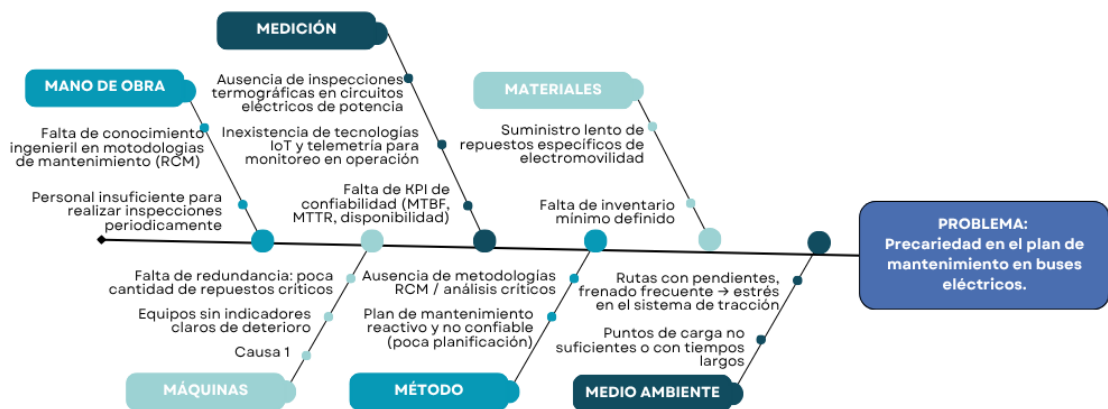 MEDICIÓN
MANO DE OBRA
MATERIALES
Ausencia de inspecciones
termográficas en circuitos
eléctricos de potencia
Falta de conocimiento
ingenieril en motodologias
de mantenimiento (RCM)
Inexistencia de tecnologías
IoT y telemetría para
monitoreo en operación
Suministro lento de
repuestos específicos de
electromovilidad
Personal insuficiente para
realizar inspecciones
periodicamente
Falta de KPI de
confiabilidad (MTBF,
MTTR, disponibilidad)
Falta de inventario
mínimo definido
PROBLEMA:
Precariedad en el plan de
mantenimiento en buses
eléctricos.
Falta de redundancia: poca
cantidad de repuestos críticos
Ausencia de metodologías
RCM / análisis críticos
Rutas con pendientes,
frenado frecuente → estrés
en el sistema de tracción
Equipos sin indicadores
claros de deterioro
Plan de mantenimiento
reactivo y no confiable
(poca planificación)
Puntos de carga no
suficientes o con tiempos
largos
Causa 1
MÁQUINAS
MÉTODO
MEDIO AMBIENTE